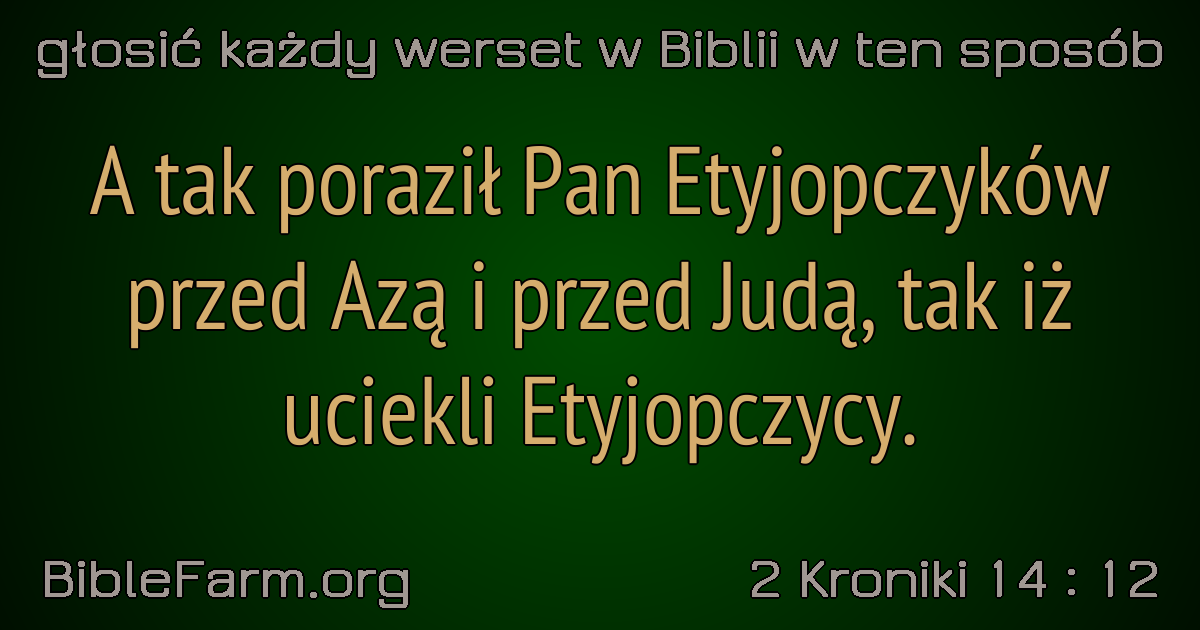 głosić każdy werset w Biblii w ten sposób
A tak poraził Pan Etyjopczyków
przed Azą i przed Judą, tak iż
uciekli Etyjopczycy.
BibleFarm.org
2 Kroniki 14 : 12